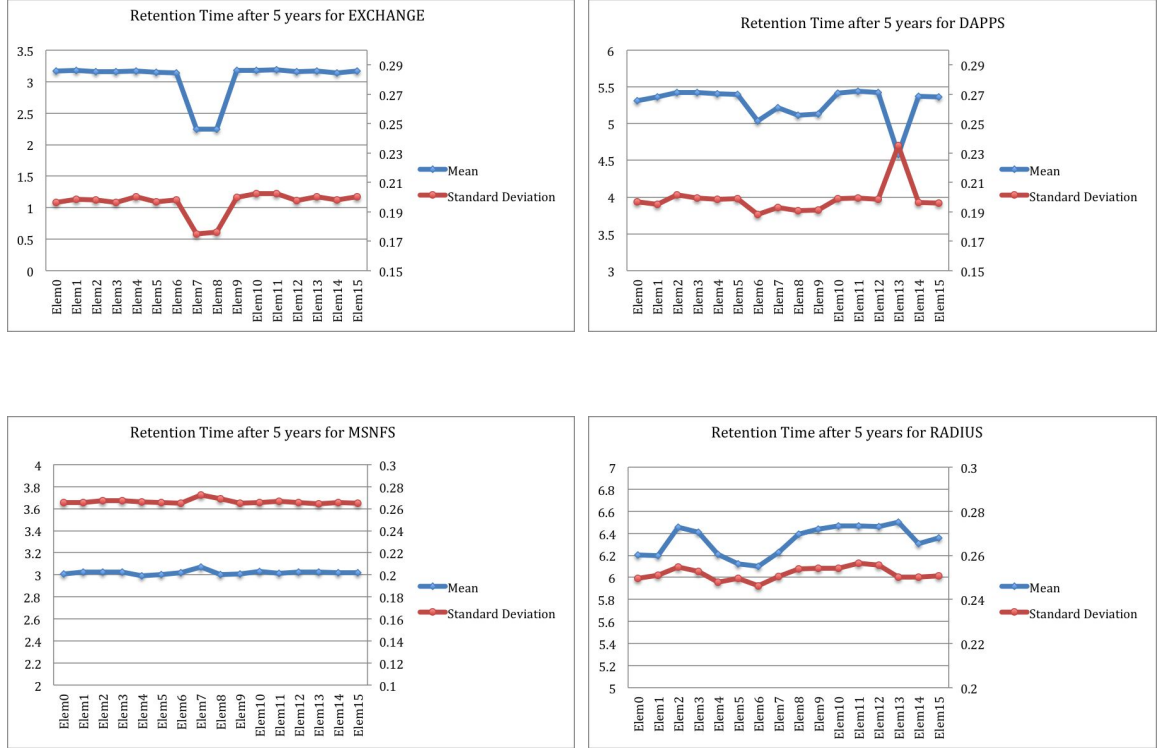 Retention Time after 5 years for EXCHANGE
3.5
3
2.5
2
1.5
1
0.5
0
0.29
0.27
0.25
0.23
0.21
0.19
0.17
0.15
Mean
Standard Deviation
Elem0
Elem1
Elem2
Elem3
Elem4
Elem5
Elem6
Elem7
Elem8
Elem9
Elem10
Elem11
Elem12
Elem13
Elem14
Elem15
Retention Time after 5 years for DAPPS
6
5.5
5
4.5
4
3.5
3
0.29
0.27
0.25
0.23
0.21
0.19
0.17
0.15
Mean
Standard Deviation
Elem0
Elem1
Elem2
Elem3
Elem4
Elem5
Elem6
Elem7
Elem8
Elem9
Elem10
Elem11
Elem12
Elem13
Elem14
Elem15
Retention Time after 5 years for MSNFS
4
3.8
3.6
3.4
3.2
3
2.8
2.6
2.4
2.2
2
0.3
0.28
0.26
0.24
0.22
0.2
0.18
0.16
0.14
0.12
0.1
Mean
Standard Deviation
Elem0
Elem1
Elem2
Elem3
Elem4
Elem5
Elem6
Elem7
Elem8
Elem9
Elem10
Elem11
Elem12
Elem13
Elem14
Elem15
Retention Time after 5 years for RADIUS
7
6.8
6.6
6.4
6.2
6
5.8
5.6
5.4
5.2
5
0.3
0.28
0.26
0.24
0.22
0.2
Mean
Standard Deviation
Elem0
Elem1
Elem2
Elem3
Elem4
Elem5
Elem6
Elem7
Elem8
Elem9
Elem10
Elem11
Elem12
Elem13
Elem14
Elem15